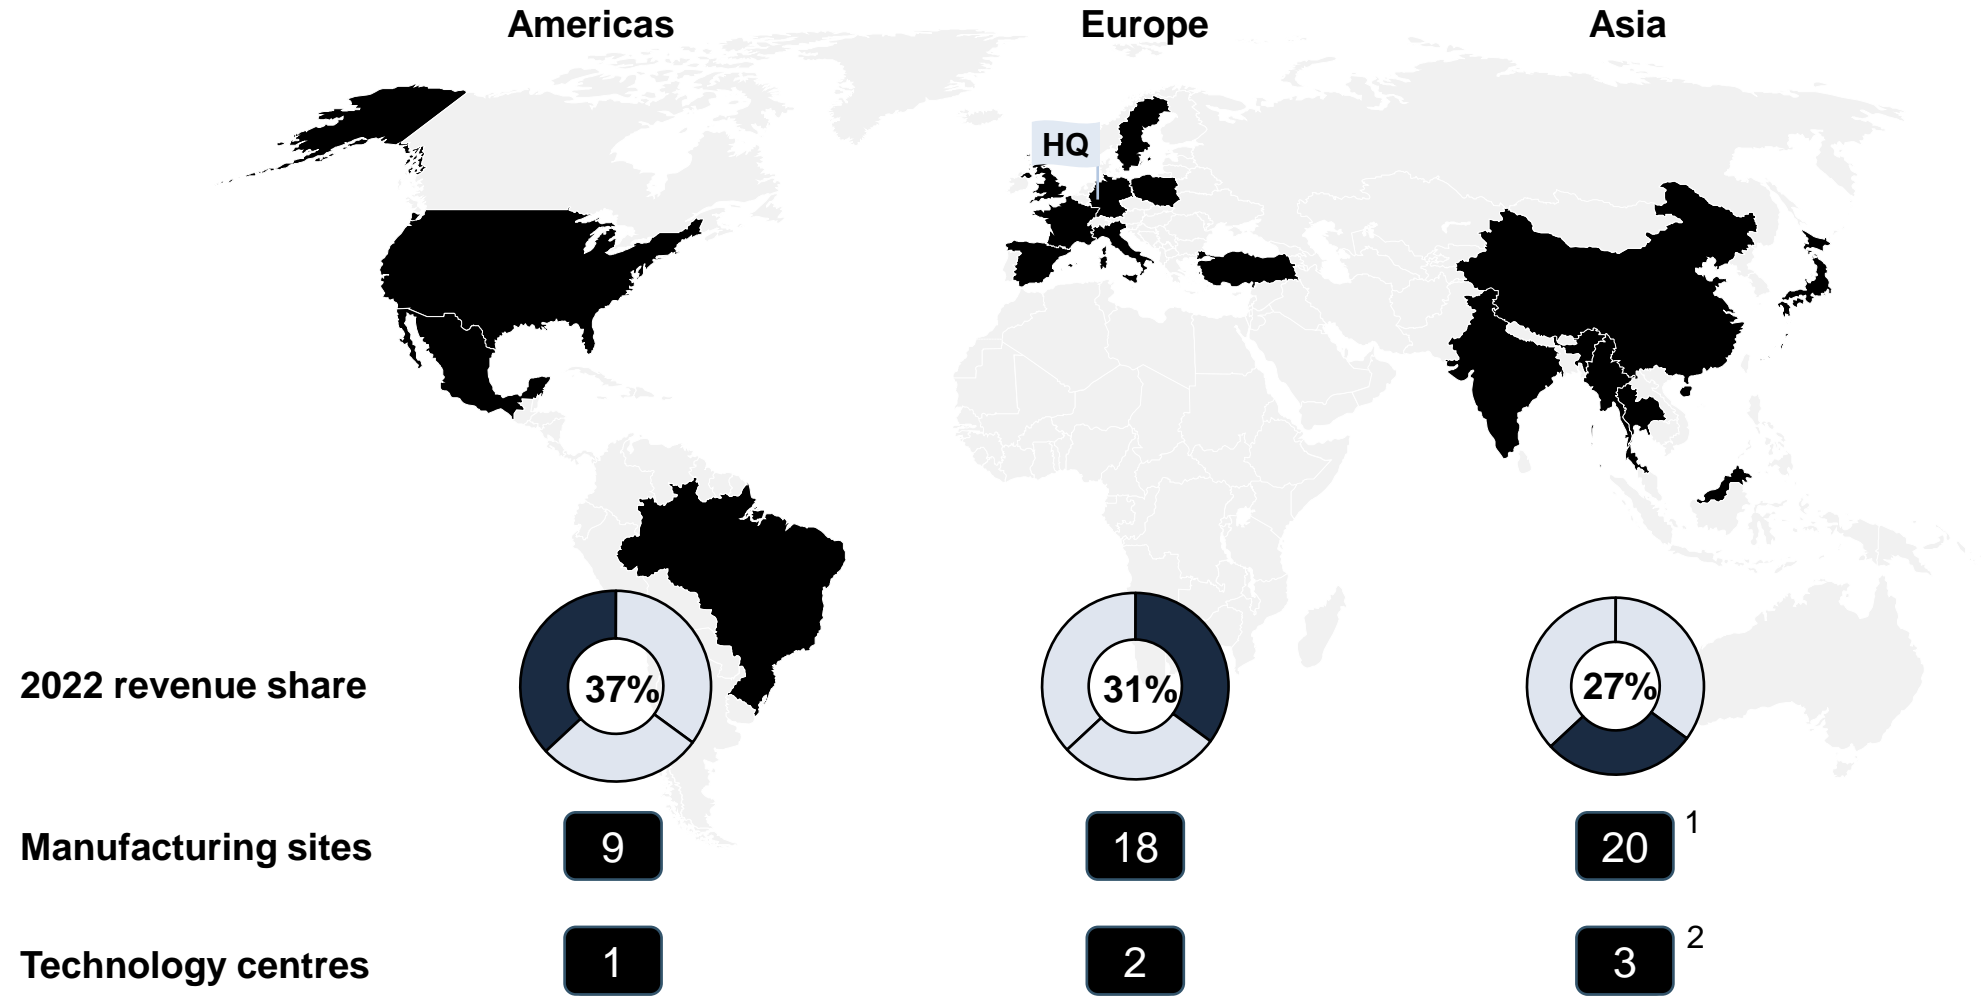 Americas Europe Asia
HQ
2022 revenue share 37% 31% 27%
Manufacturing sites 9 18 20 1
Technology centres 1 2 3 2